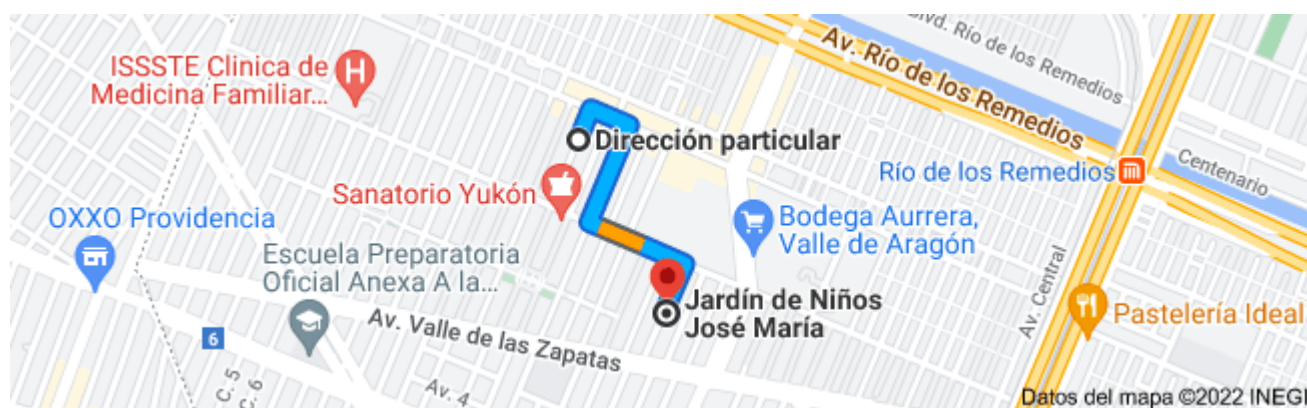 Blvd. Río de los Remedios
Av. Río de los Remedios
ISSSTE Clinica de
Medicina Familiar...
Dirección particular
Centenario
Río de los Remedios
Sanatorio Yukón
OXXO Providencia
Bodega Aurrera,
Valle de Aragón
Escuela Preparatoria
Oficial Anexa A la...
Av. Central
Jardín de Niños
José María
Pastelería Ideal
6
Av. Valle de las Zapatas
C. 5
C. 6
Av. 4
Datos del mapa ©2022 INEGI